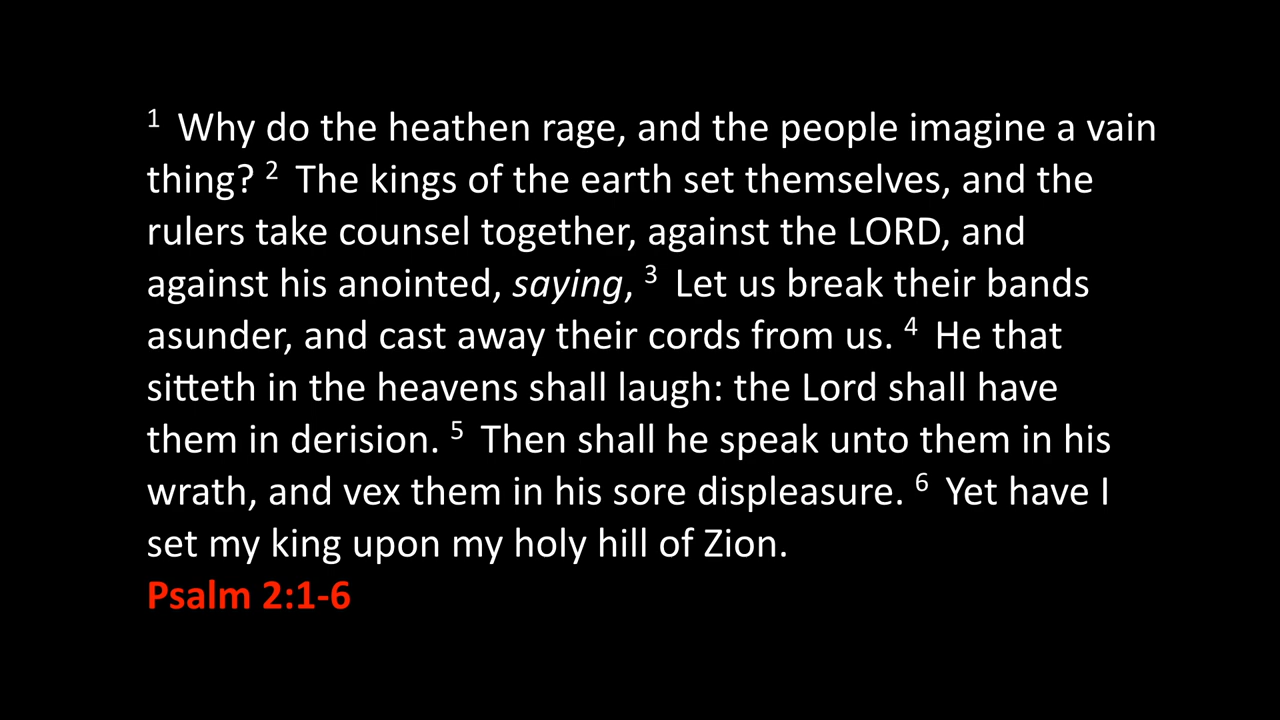 1 Why do the heathen rage, and the people imagine a vain
thing? 2 The kings of the earth set themselves, and the
rulers take counsel together, against the LORD, and
against his anointed, saying, 3 Let us break their bands
asunder, and cast away their cords from us. 4 He that
sitteth in the heavens shall laugh: the Lord shall have
them in derision. 5 Then shall he speak unto them in his
wrath, and vex them in his sore displeasure. 6 Yet have I
set my king upon my holy hill of Zion.
Psalm 2:1-6